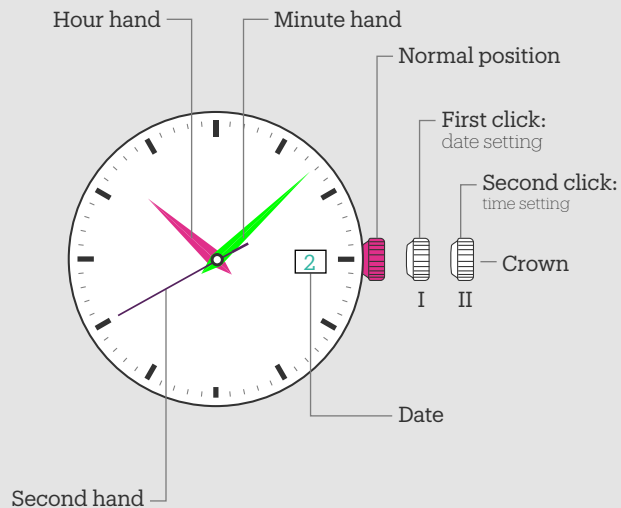 Hour hand
Minute hand
Normal position
First click:
date setting
Second click:
time setting
2
Crown
I
II
Date
Second hand